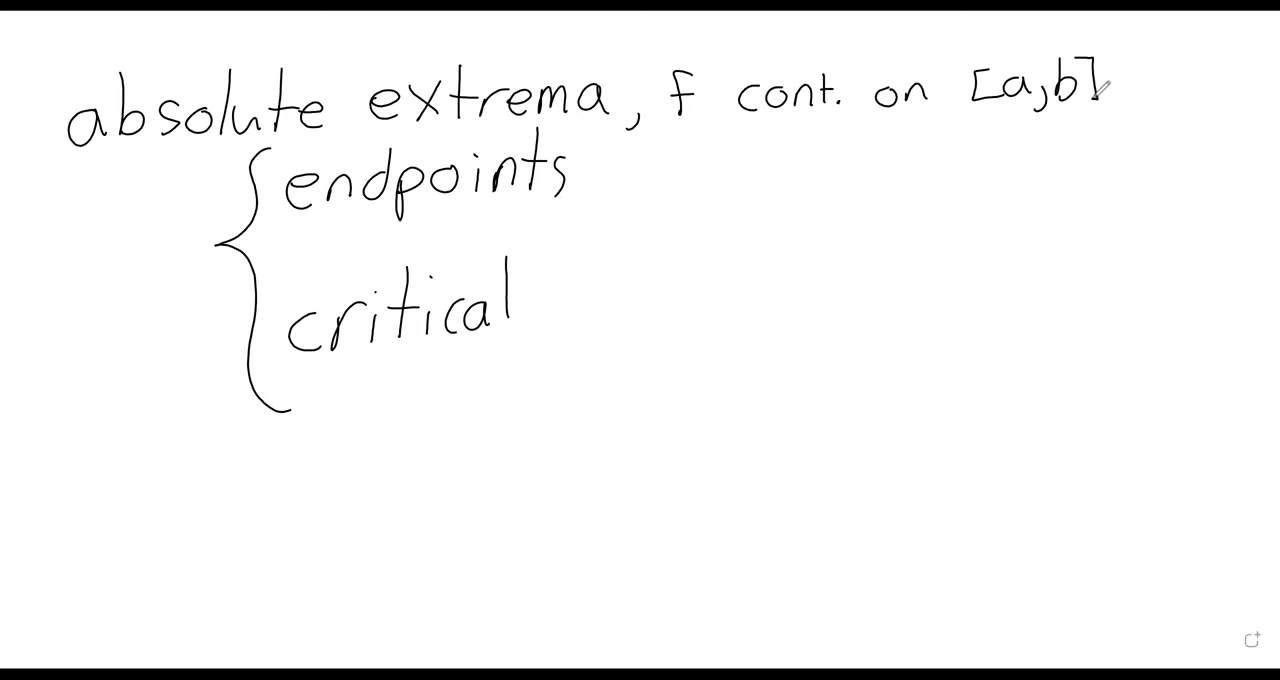 absolute extrema, f cont. on [a,b]
endpoints
critical